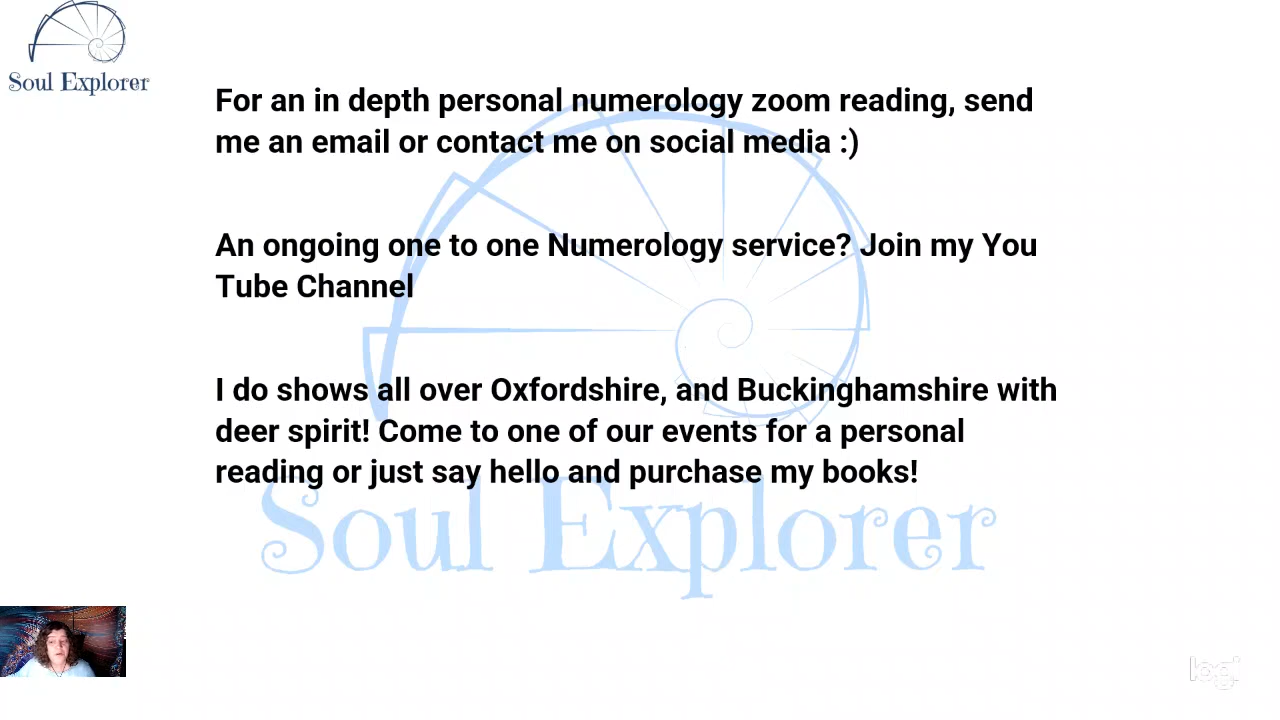 Soul Explorer
For an in depth personal numerology zoom reading, send
me an email or contact me on social media :)
An ongoing one to one Numerology service? Join my You
Tube Channel
I do shows all over Oxfordshire, and Buckinghamshire with
deer spirit! Come to one of our events for a personal
reading or just say hello and purchase my books!
Soul Explorer
logi